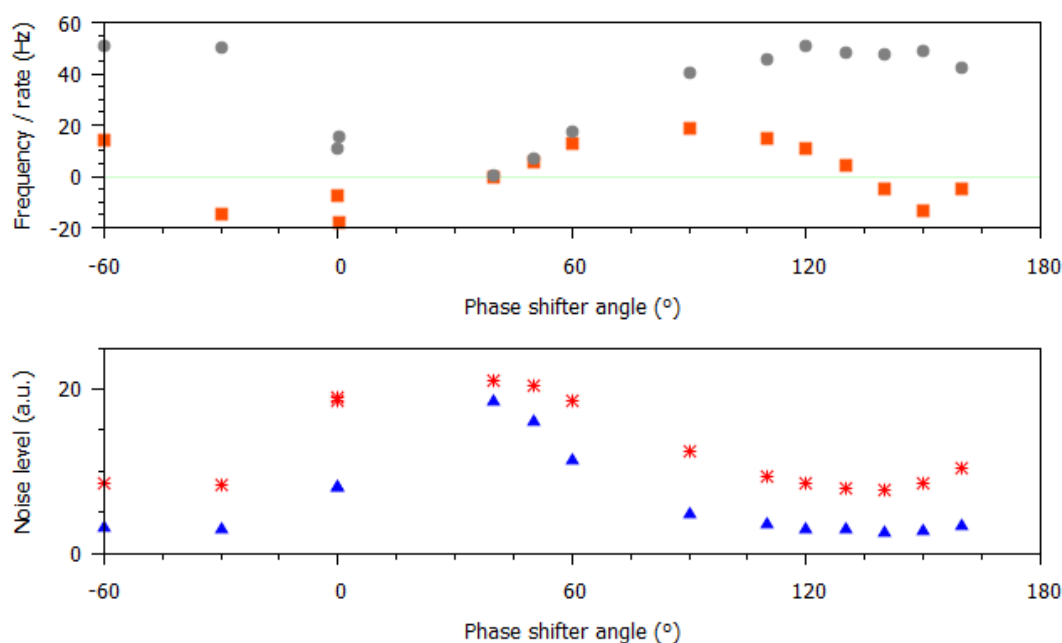 Frequency / rate (Hz)
60
40
20
0
-20
-60 0 60 120 180
Phase shifter angle (°)
Noise level (a.u.)
20
0
-60 0 60 120 180
Phase shifter angle (°)